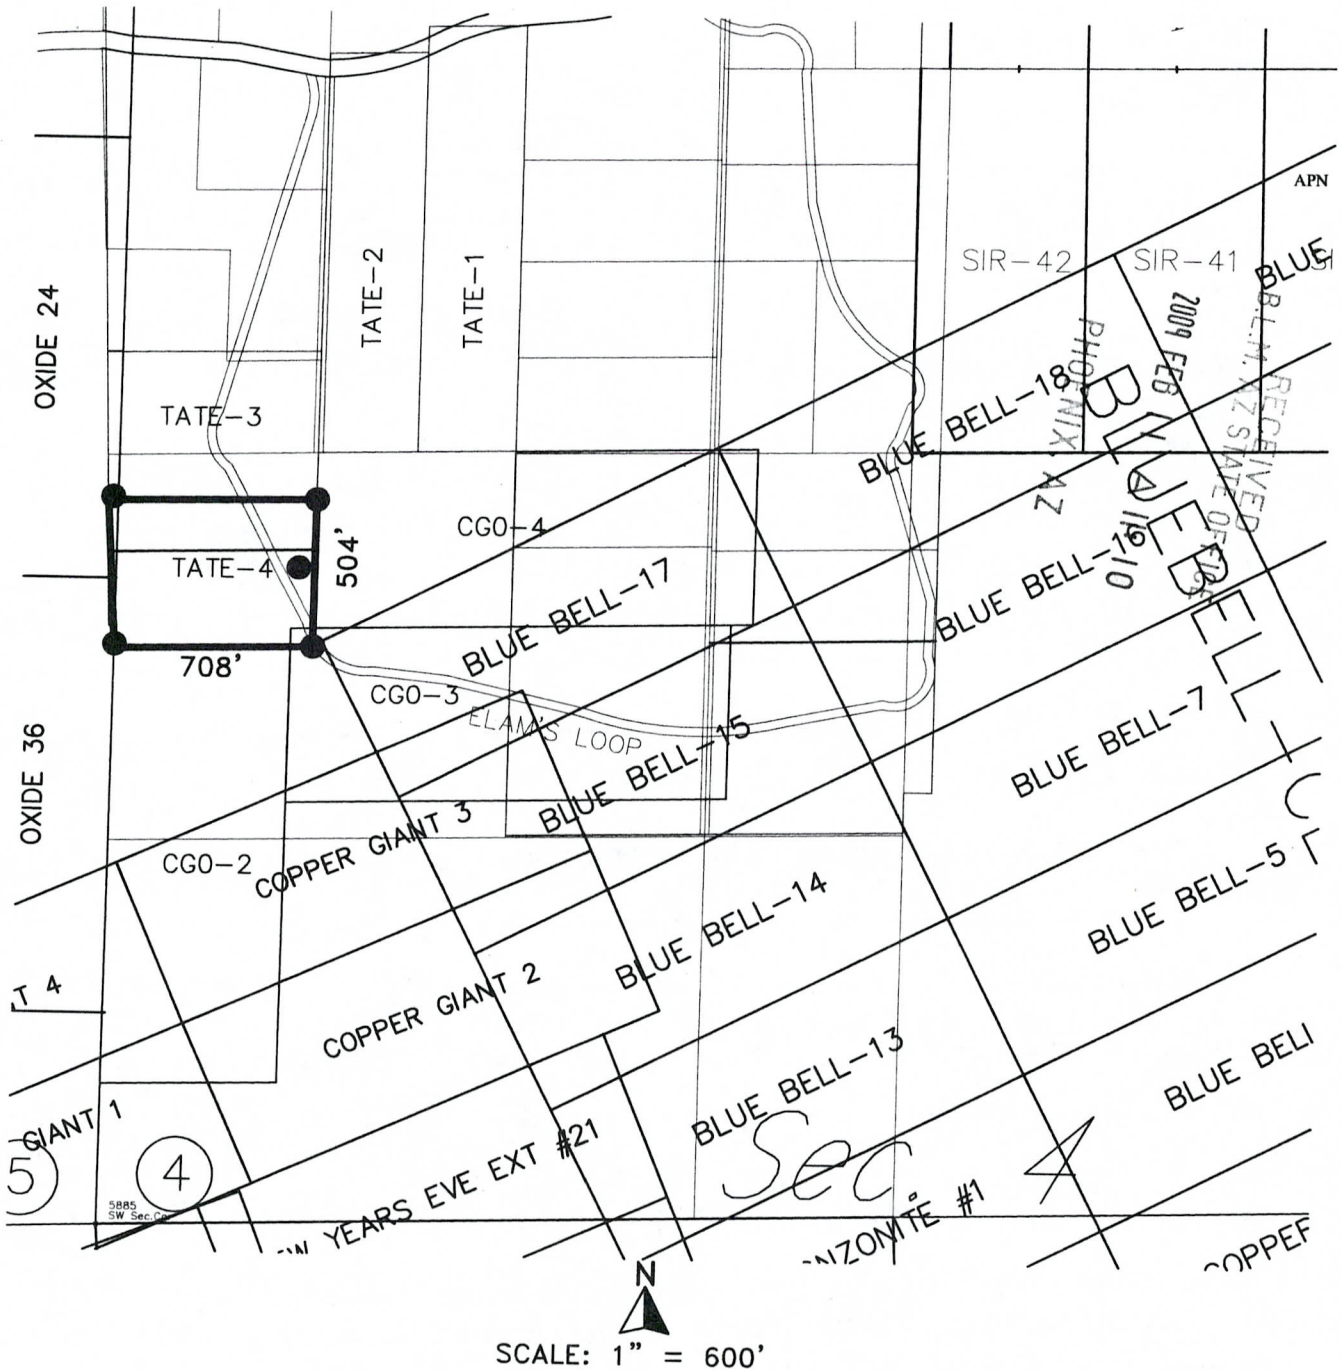 APN
SIR-42
SIR-41
BLUE
OXIDE 24
TATE-2
TATE-1
B.L.M. AZ STATE OFFICE
RECEIVED
2009 FEB
PHOENIX, AZ
BLUE BELL-18
TATE-3
CGO-4
BLUE BELL-16
504'
TATE-4
BLUE BELL-17
708'
BLUE BELL-7
CGO-3
ELAM'S LOOP
OXIDE 36
BLUE BELL-15
COPPER GIANT 3
CGO-2
BLUE BELL-5
BLUE BELL-14
T 4
COPPER GIANT 2
BLUE BELL-13
BLUE BELL
GIANT 1
5
4
5885
SW Sec.
YEARS EVE EXT #21
Sec. 4
NZONITE #1
COPPER
N
SCALE: 1" = 600'